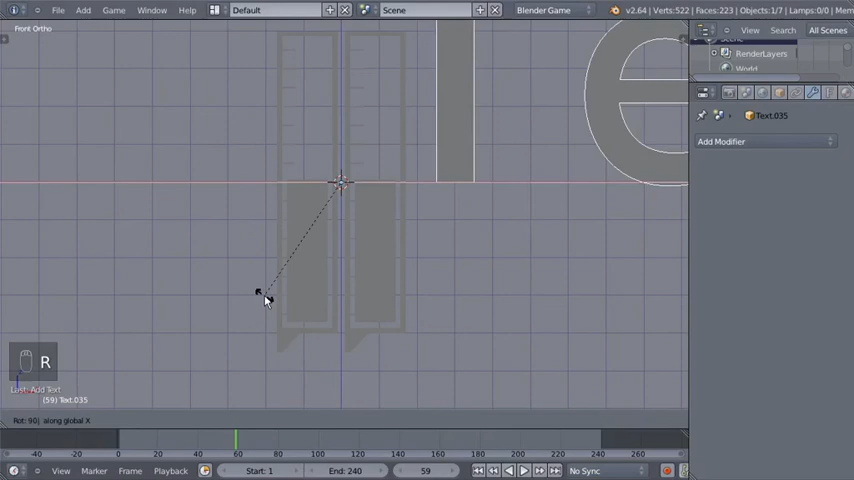 File Add Game Window Help Default Scene Blender Game v2.64 | Verts:522 | Faces:223 | Objects:1/7 | Lamps:0/0 |
Front Ortho
View Search All Scenes
RenderLayers
World
Text.035
Add Modifier
e
R
Last: Add Text
(59) Text.035
Rot: 90| along global X
-40 -20 0 20 40 60 80 100 120 140 160 180 200 220 240 260
View Marker Frame Playback Start: 1 End: 240 59 No Sync